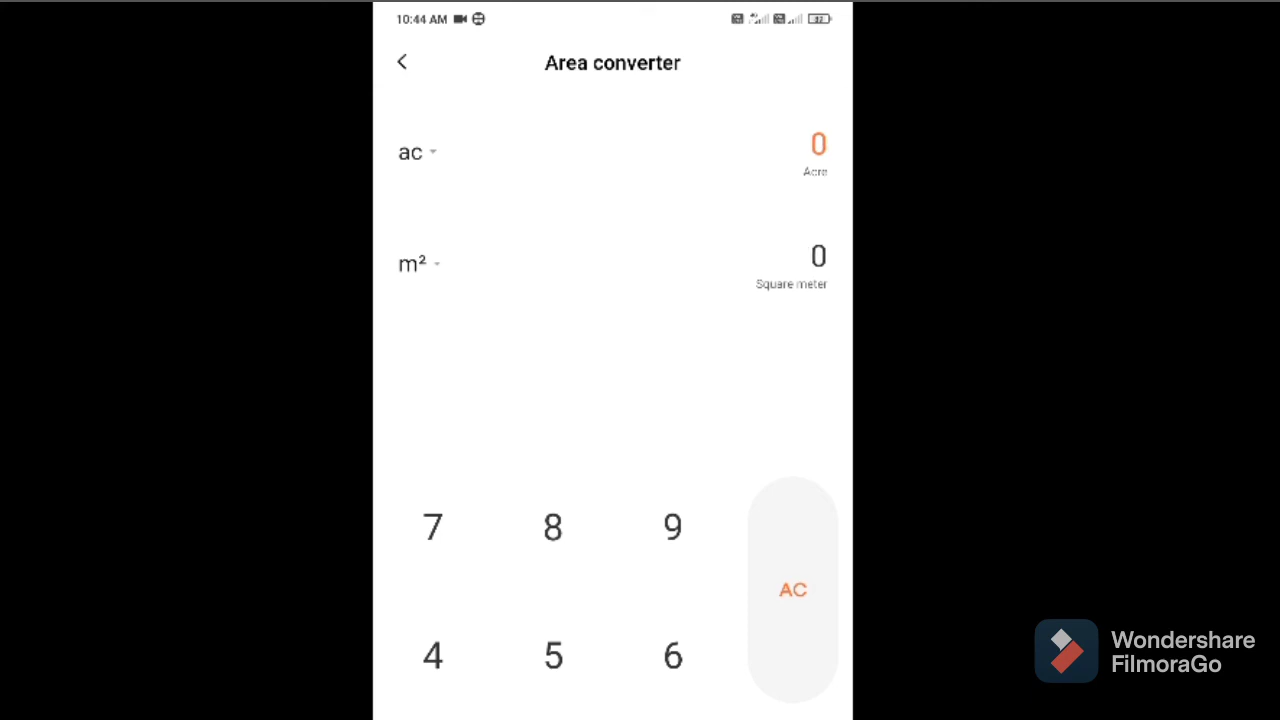 10:44 AM
Area converter
ac
0
Acre
m²
0
Square meter
7 8 9
AC
4 5 6
Wondershare
FilmoraGo